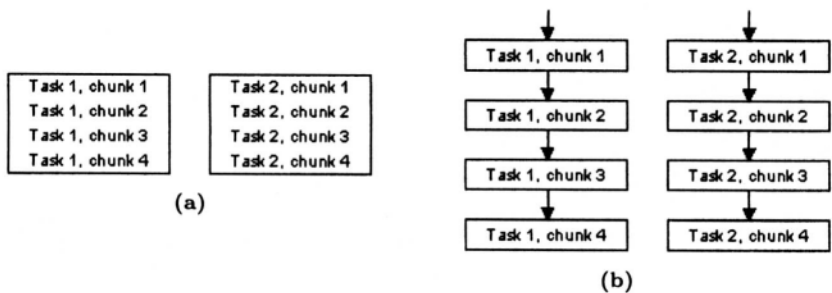 Task 1, chunk 1
Task 1, chunk 2
Task 1, chunk 3
Task 1, chunk 4
Task 2, chunk 1
Task 2, chunk 2
Task 2, chunk 3
Task 2, chunk 4
(a)
Task 1, chunk 1
Task 1, chunk 2
Task 1, chunk 3
Task 1, chunk 4
Task 2, chunk 1
Task 2, chunk 2
Task 2, chunk 3
Task 2, chunk 4
(b)